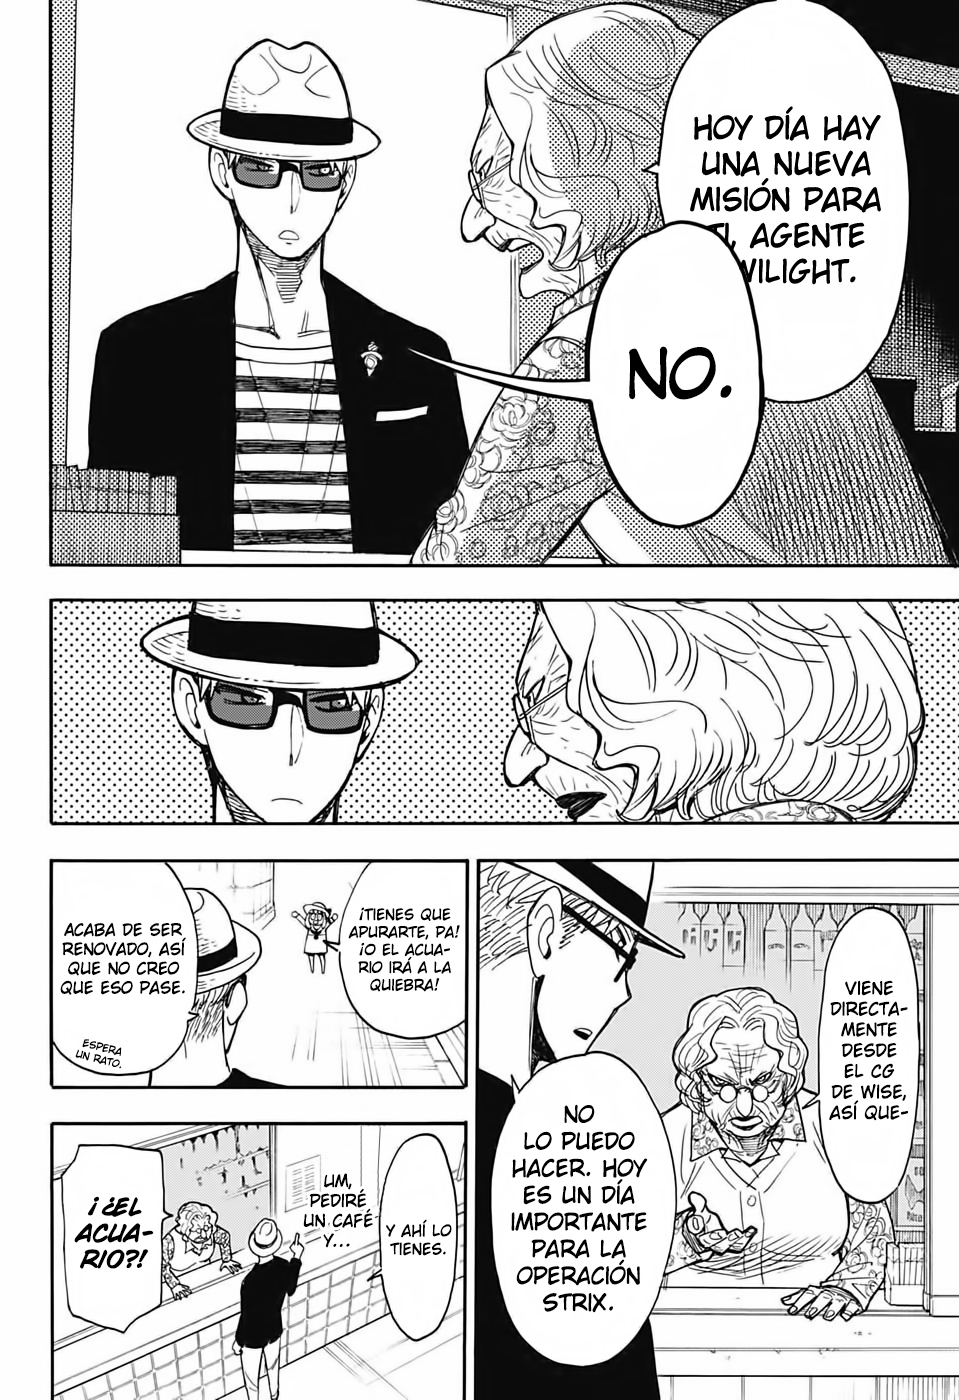 HOY DÍA HAY
UNA NUEVA
MISIÓN PARA
TI, AGENTE
WILIGHT.
NO.
VIENE
DIRECTA-
MENTE
DESDE
EL CG
DE WISE,
ASÍ QUE-
NO
LO PUEDO
HACER. HOY
ES UN DÍA
IMPORTANTE
PARA LA
OPERACIÓN
STRIX.
¡TIENES QUE
APURARTE, PA!
¡O EL ACUA-
RIO IRÁ A LA
QUIEBRA!
ACABA DE SER
RENOVADO, ASÍ
QUE NO CREO
QUE ESO PASE.
ESPERA
UN RATO.
Y AHÍ LO
TIENES.
UM,
PEDIRÉ
UN CAFÉ
Y...
¡¿EL
ACUA-
RIO?!